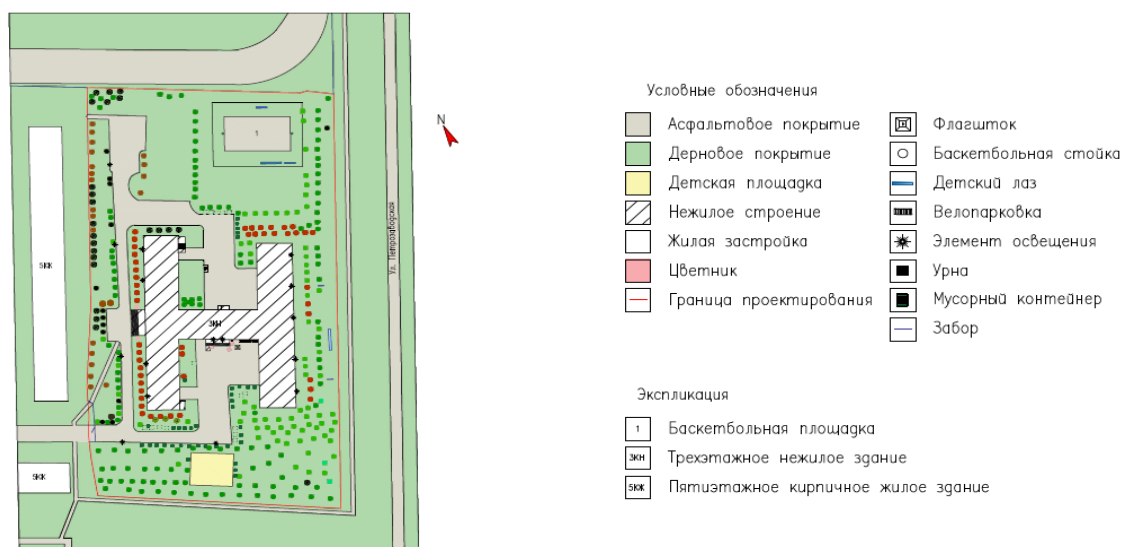 5КЖ
5КЖ
1
3КН
Ул. Петрозаводская
N
Условные обозначения
Асфальтовое покрытие
Дерновое покрытие
Детская площадка
Нежилое строение
Жилая застройка
Цветник
Граница проектирования
Флагшток
Баскетбольная стойка
Детский лаз
Велопарковка
Элемент освещения
Урна
Мусорный контейнер
Забор
Экспликация
1 Баскетбольная площадка
3КН Трехэтажное нежилое здание
5КЖ Пятиэтажное кирпичное жилое здание